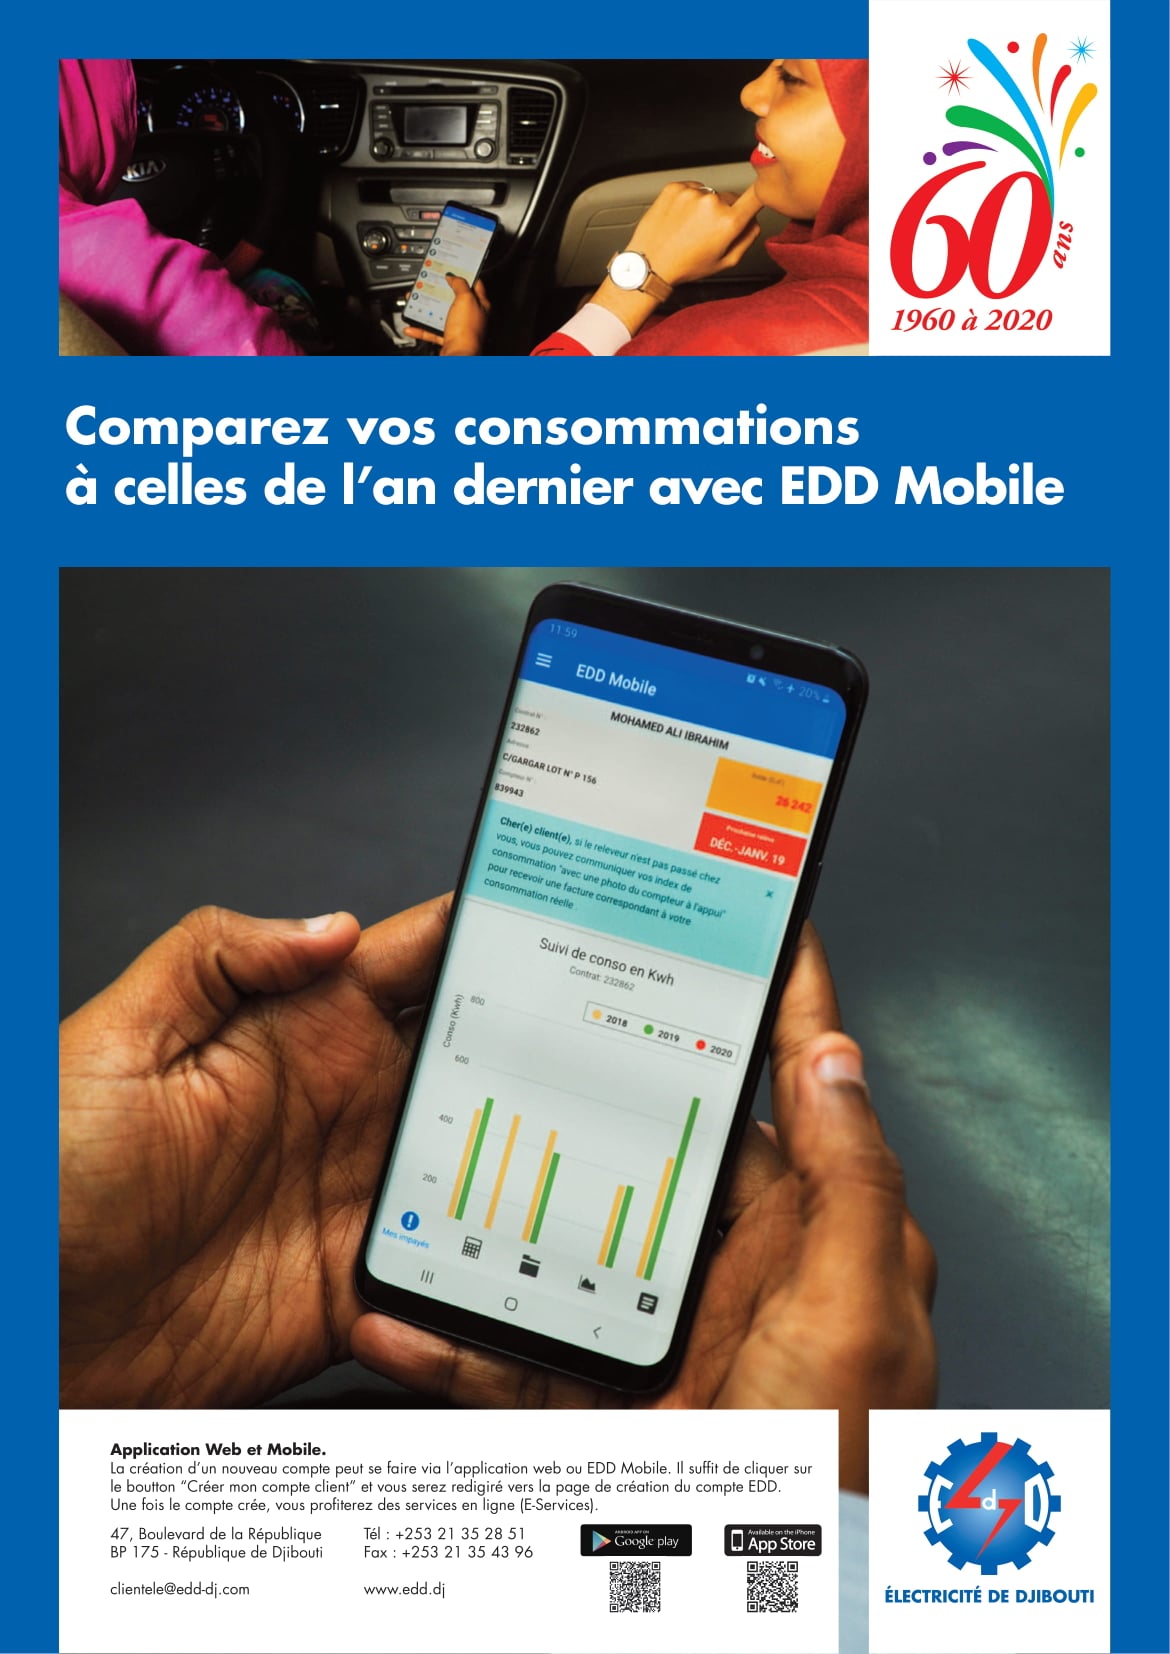 KIA
60
ans
1960 à 2020
Comparez vos consommations
à celles de l’an dernier avec EDD Mobile
11:59
20%
EDD Mobile
MOHAMED ALI IBRAHIM
Contrat N° :
232862
Adresse
C/GARGAR LOT N° P 156
Compteur N° :
839943
26 242
Prochaine relève
DÉC.-JANV. 19
Cher(e) client(e), si le releveur n'est pas passé chez
vous, vous pouvez communiquer vos index de
consommation "avec une photo du compteur à l'appui"
pour recevoir une facture correspondant à votre
consommation réelle .
Suivi de conso en Kwh
Contrat: 232862
2018 2019 2020
Conso (Kwh)
800
600
400
200
Mes impayés
Application Web et Mobile.
La création d’un nouveau compte peut se faire via l’application web ou EDD Mobile. Il suffit de cliquer sur
le boutton “Créer mon compte client” et vous serez redigiré vers la page de création du compte EDD.
Une fois le compte crée, vous profiterez des services en ligne (E-Services).
47, Boulevard de la République
BP 175 - République de Djibouti
clientele@edd-dj.com
Tél : +253 21 35 28 51
Fax : +253 21 35 43 96
www.edd.dj
ANDROID APP ON
Google play
Available on the iPhone
App Store
EdD
ÉLECTRICITÉ DE DJIBOUTI